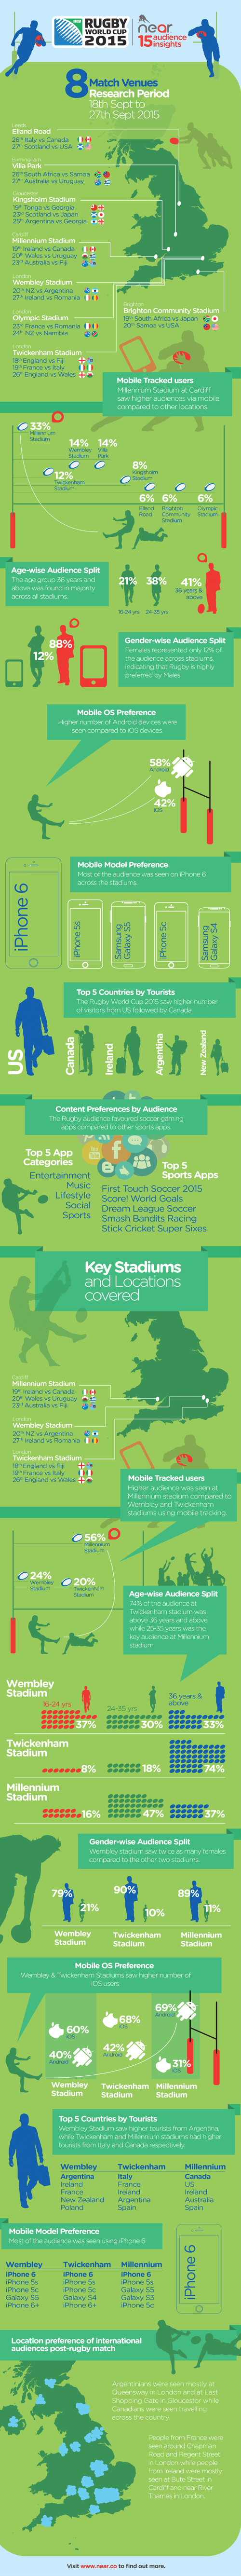 RUGBY
WORLD CUP
2015
near
15 audience
insights
8 Match Venues
Research Period
18th Sept to
27th Sept 2015
Leeds
Elland Road
26th Italy vs Canada
27th Scotland vs USA
Birmingham
Villa Park
26th South Africa vs Samoa
27th Australia vs Uruguay
Gloucester
Kingsholm Stadium
19th Tonga vs Georgia
23rd Scotland vs Japan
25th Argentina vs Georgia
Cardiff
Millennium Stadium
19th Ireland vs Canada
20th Wales vs Uruguay
23rd Australia vs Fiji
London
Wembley Stadium
20th NZ vs Argentina
27th Ireland vs Romania
London
Olympic Stadium
23rd France vs Romania
24th NZ vs Namibia
Brighton
Brighton Community Stadium
19th South Africa vs Japan
20th Samoa vs USA
London
Twickenham Stadium
18th England vs Fiji
19th France vs Italy
26th England vs Wales
Mobile Tracked users
Millennium Stadium at Cardiff
saw higher audiences via mobile
compared to other locations.
33%
Millennium
Stadium
14%
Wembley
Stadium
14%
Villa
Park
12%
Twickenham
Stadium
8%
Kingsholm
Stadium
6%
Elland
Road
6%
Brighton
Community
Stadium
6%
Olympic
Stadium
Age-wise Audience Split
The age group 36 years and
above was found in majority
across all stadiums.
21%
38%
41%
36 years &
above
16-24 yrs
24-35 yrs
88%
12%
Gender-wise Audience Split
Females represented only 12% of
the audience across stadiums,
indicating that Rugby is highly
preferred by Males.
Mobile OS Preference
Higher number of Android devices were
seen compared to iOS devices.
58%
Android
42%
iOS
Mobile Model Preference
Most of the audience was seen on iPhone 6
across the stadiums.
iPhone 6
iPhone 5s
Samsung
Galaxy S5
iPhone 5c
Samsung
Galaxy S4
Top 5 Countries by Tourists
The Rugby World Cup 2015 saw higher number
of visitors from US followed by Canada
US
Canada
Ireland
Argentina
New Zealand
Content Preferences by Audience
The Rugby audience favoured soccer gaming
apps compared to other sports apps.
Top 5 App
Categories
Entertainment
Music
Lifestyle
Social
Sports
Top 5
Sports Apps
First Touch Soccer 2015
Score! World Goals
Dream League Soccer
Smash Bandits Racing
Stick Cricket Super Sixes
Key Stadiums
and Locations
covered
Cardiff
Millennium Stadium
19th Ireland vs Canada
20th Wales vs Uruguay
23rd Australia vs Fiji
London
Wembley Stadium
20th NZ vs Argentina
27th Ireland vs Romania
London
Twickenham Stadium
18th England vs Fiji
19th France vs Italy
26th England vs Wales
Mobile Tracked users
Higher audience was seen at
Millennium stadium compared to
Wembley and Twickenham
stadiums using mobile tracking.
56%
Millennium
Stadium
24%
Wembley
Stadium
20%
Twickenham
Stadium
Age-wise Audience Split
74% of the audience at
Twickenham stadium was
above 36 years and above
while 25-35 years was the
key audience at Millennium
stadium.
Wembley
Stadium
16-24 yrs
24-35 yrs
36 years &
above
37%
30%
33%
Twickenham
Stadium
8%
18%
74%
Millennium
Stadium
16%
47%
37%
Gender-wise Audience Split
Wembley stadium saw twice as many females
compared to the other two stadiums.
79%
21%
90%
10%
89%
11%
Wembley
Stadium
Twickenham
Stadium
Millennium
Stadium
Mobile OS Preference
Wembley & Twickenham Stadiums saw higher number of
iOS users.
60%
iOS
40%
Android
68%
iOS
42%
Android
69%
Android
31%
iOS
Wembley
Stadium
Twickenham
Stadium
Millennium
Stadium
Top 5 Countries by Tourists
Wembley Stadium saw higher tourists from Argentina,
while Twickenham and Millennium stadiums had higher
tourists from Italy and Canada respectively.
Wembley
Argentina
Ireland
France
New Zealand
Poland
Twickenham
Italy
France
Ireland
Argentina
Spain
Millennium
Canada
US
Ireland
Australia
Spain
Mobile Model Preference
Most of the audience was seen using iPhone 6
iPhone 6
Wembley
iPhone 6
iPhone 5s
iPhone 5c
Galaxy S5
iPhone 6+
Twickenham
iPhone 6
iPhone 5s
iPhone 5c
Galaxy S4
iPhone 6+
Millennium
iPhone 6
iPhone 5s
Galaxy S5
Galaxy S3
iPhone 5c
Location preference of international
audiences post-rugby match
Argentineans were seen mostly at
Queensway in London and at East
Shopping Gate in Gloucester while
Canadians were seen travelling
across the country.
People from France were
seen around Chapman
Road and Regent Street
in London while people
from Ireland were mostly
seen at Bute Street in
Cardiff and near River
Thames in London.
Visit www.near.co to find out more.